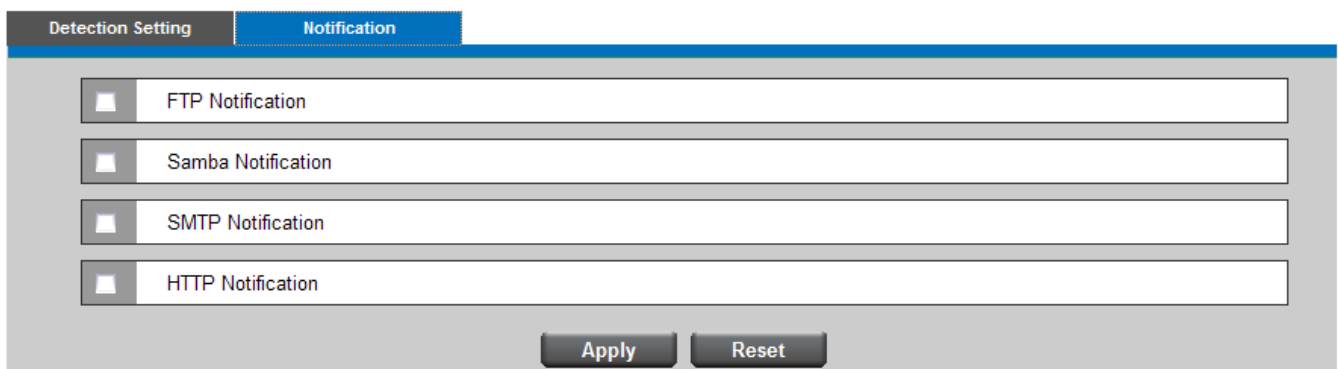 Detection Setting Notification
FTP Notification
Samba Notification
SMTP Notification
HTTP Notification
Apply Reset